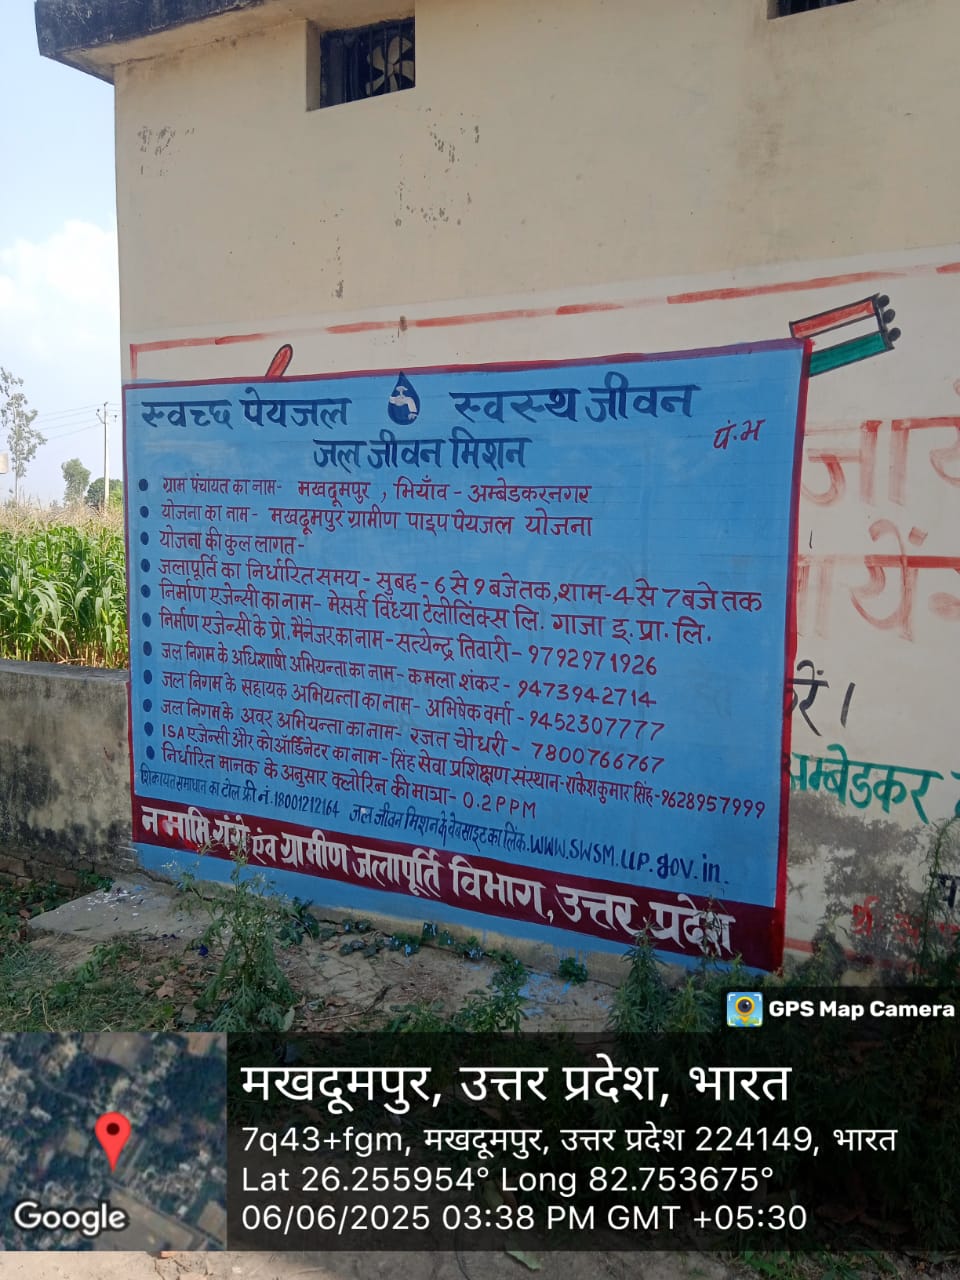 स्वच्छ पेयजल स्वस्थ जीवन
जल जीवन मिशन
पं.भ
ग्राम पंचायत का नाम- मखदूमपुर , भियाँव - अम्बेडकरनगर
योजना का नाम- मखदूमपुर ग्रामीण पाइप पेयजल योजना
योजना की कुल लागत-
जलापूर्ति का निर्धारित समय - सुबह - 6 से 9 बजे तक, शाम-4 से 7 बजे तक
निर्माण एजेन्सी का नाम- मेसर्स विंध्या टेलीलिंक्स लि. गाजा इ. प्रा. लि.
निर्माण एजेन्सी के प्रो. मैनेजर का नाम - सत्येन्द्र तिवारी - 9792971926
जल निगम के अधिशाषी अभियन्ता का नाम- कमला शंकर - 9473942714
जल निगम के सहायक अभियन्ता का नाम- अभिषेक वर्मा - 9452307777
जल निगम के अवर अभियन्ता का नाम- रजत चौधरी - 7800766767
ISA एजेन्सी और कोऑर्डिनेटर का नाम- सिंह सेवा प्रशिक्षण संस्थान- राकेश कुमार सिंह- 9628957999
निर्धारित मानक के अनुसार क्लोरिन की मात्रा- 0.2 PPM
शिकायत समाधान का टोल फ्री नं. 18001212164 जल जीवन मिशन के वेबसाइट का लिंक. WWW.SWSM.UP.gov.in.
नमामि गंगे एंव ग्रामीण जलापूर्ति विभाग, उत्तर प्रदेश
अम्बेडकर
GPS Map Camera
मखदूमपुर, उत्तर प्रदेश, भारत
7q43+fgm, मखदूमपुर, उत्तर प्रदेश 224149, भारत
Lat 26.255954° Long 82.753675°
06/06/2025 03:38 PM GMT +05:30
Google